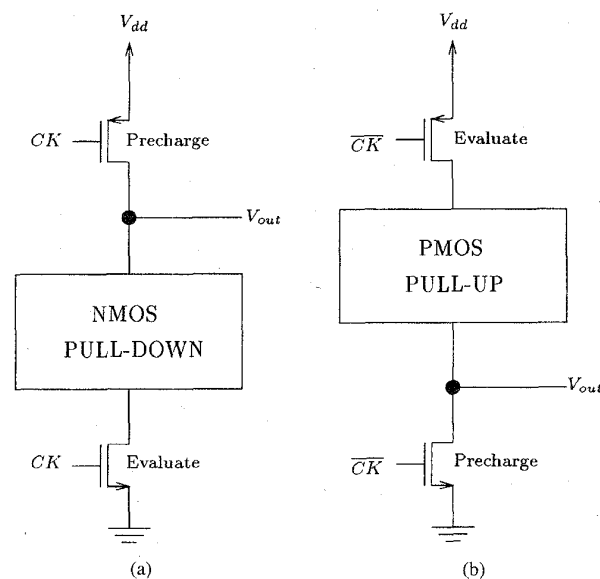 V_dd
CK
Precharge
V_out
NMOS
PULL-DOWN
CK
Evaluate
(a)
V_dd
\overline{CK}
Evaluate
PMOS
PULL-UP
V_out
\overline{CK}
Precharge
(b)